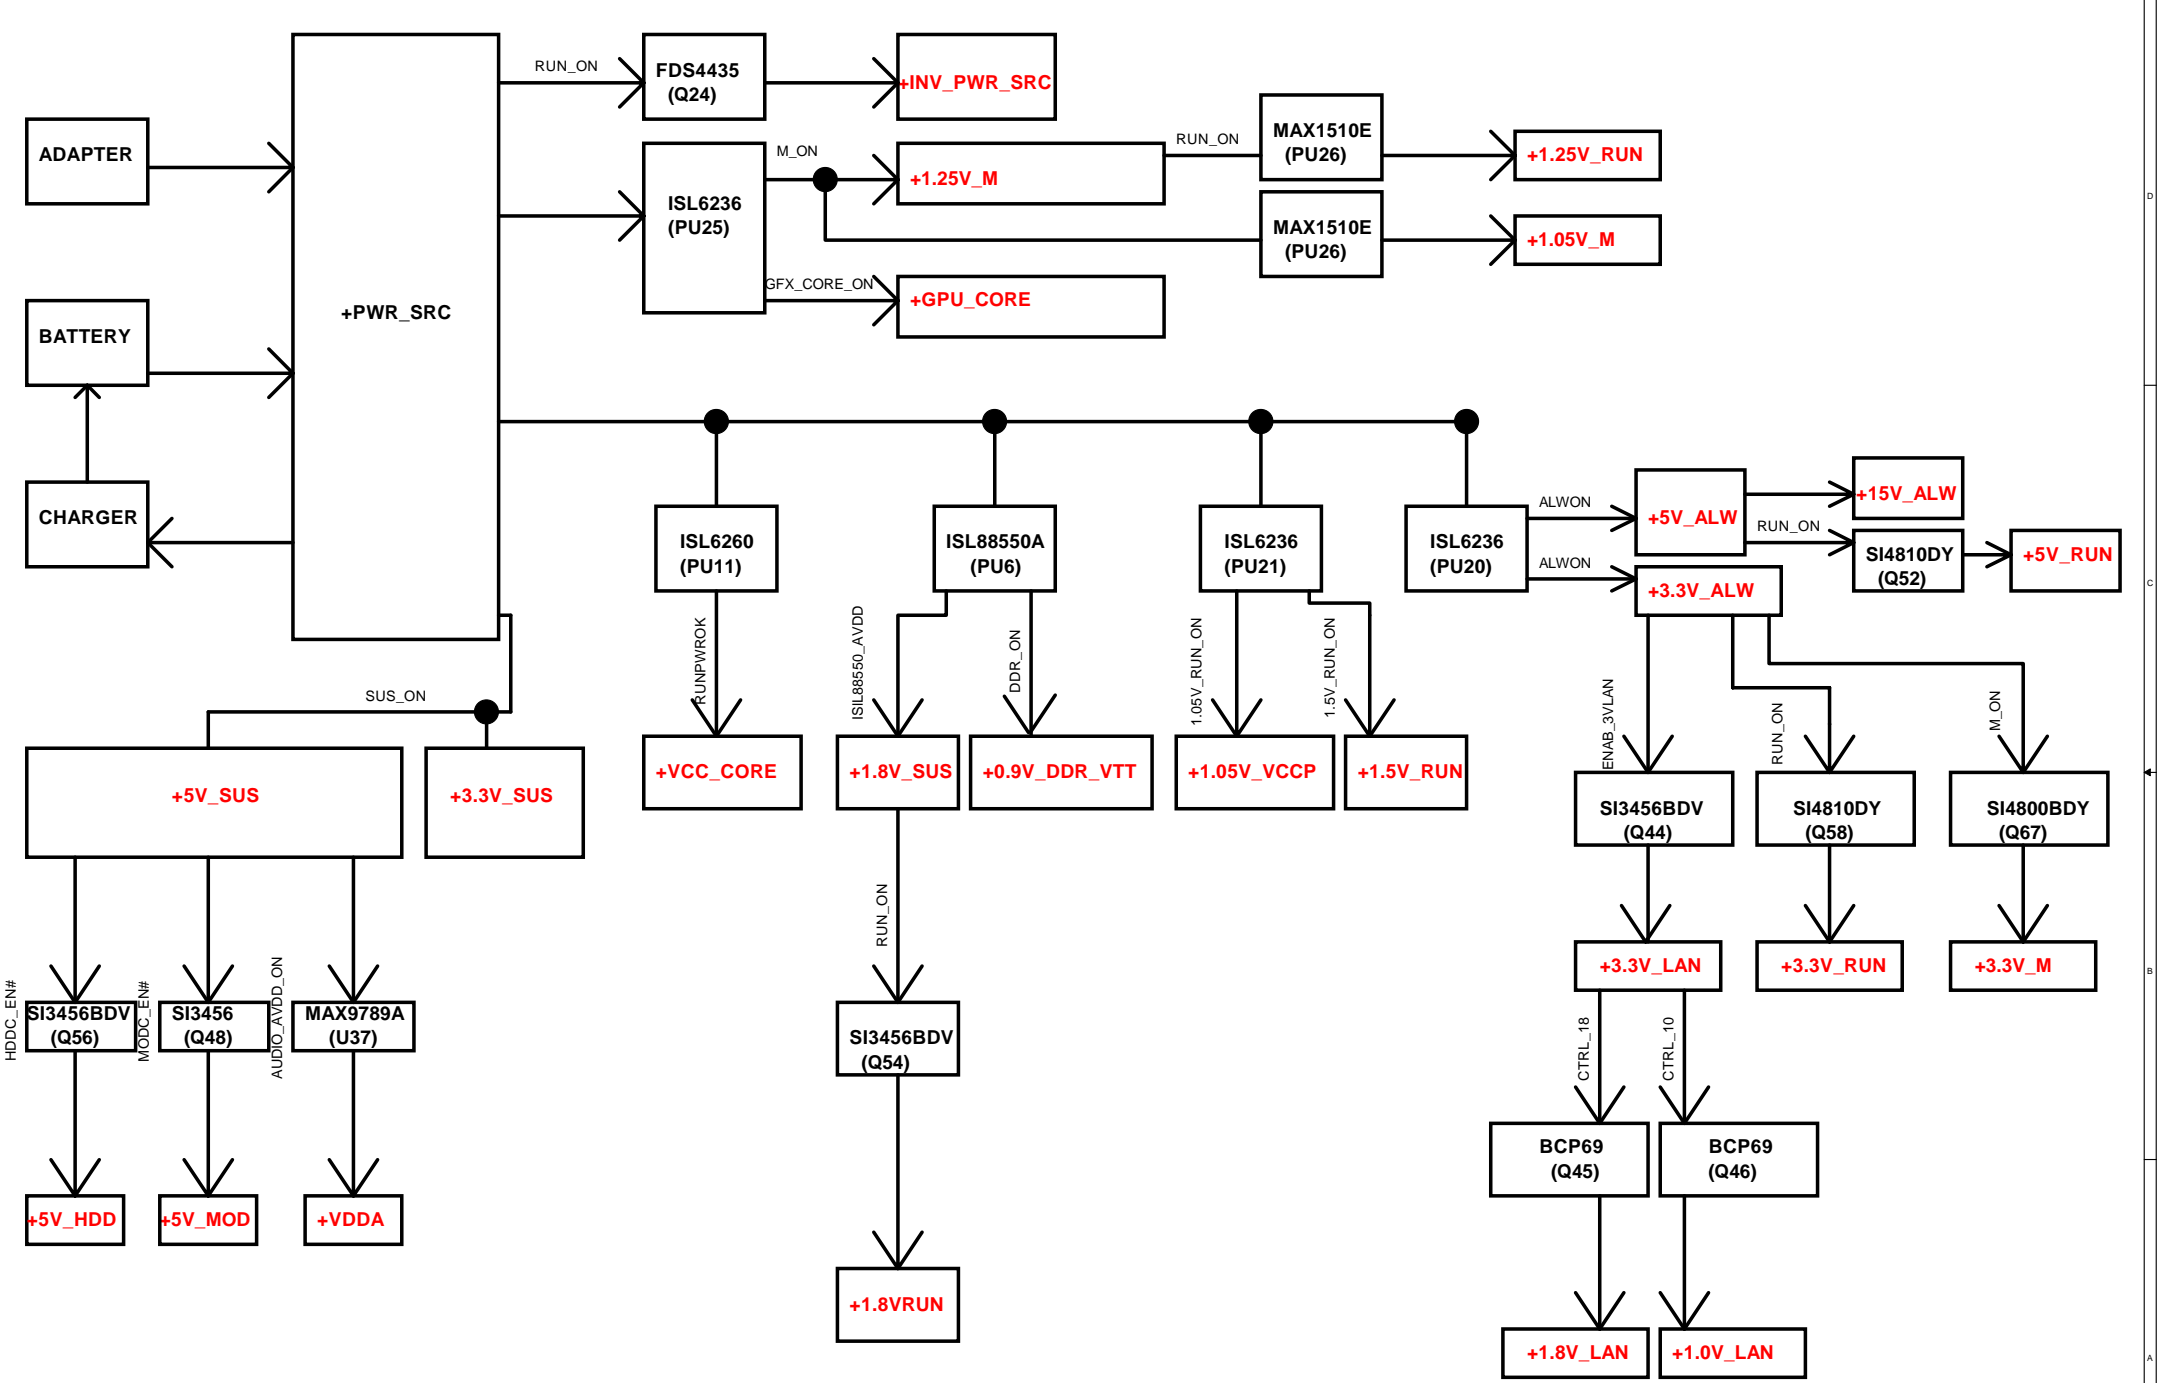 RUN_ON
FDS4435
(Q24)
+INV_PWR_SRC
ADAPTER
M_ON
ISL6236
(PU25)
+1.25V_M
RUN_ON
MAX1510E
(PU26)
+1.25V_RUN
MAX1510E
(PU26)
+1.05V_M
GFX_CORE_ON
+GPU_CORE
BATTERY
+PWR_SRC
CHARGER
ISL6260
(PU11)
ISL88550A
(PU6)
ISL6236
(PU21)
ISL6236
(PU20)
ALWON
+5V_ALW
+15V_ALW
RUN_ON
SI4810DY
(Q52)
+5V_RUN
ALWON
+3.3V_ALW
RUNPWROK
ISIL88550_AVDD
DDR_ON
1.05V_RUN_ON
1.5V_RUN_ON
ENAB_3VLAN
RUN_ON
M_ON
SUS_ON
+5V_SUS
+3.3V_SUS
+VCC_CORE
+1.8V_SUS
+0.9V_DDR_VTT
+1.05V_VCCP
+1.5V_RUN
SI3456BDV
(Q44)
SI4810DY
(Q58)
SI4800BDY
(Q67)
RUN_ON
+3.3V_LAN
+3.3V_RUN
+3.3V_M
HDDC_EN#
SI3456BDV
(Q56)
MODC_EN#
SI3456
(Q48)
AUDIO_AVDD_ON
MAX9789A
(U37)
SI3456BDV
(Q54)
CTRL_18
CTRL_10
BCP69
(Q45)
BCP69
(Q46)
+5V_HDD
+5V_MOD
+VDDA
+1.8VRUN
+1.8V_LAN
+1.0V_LAN
D
C
B
A